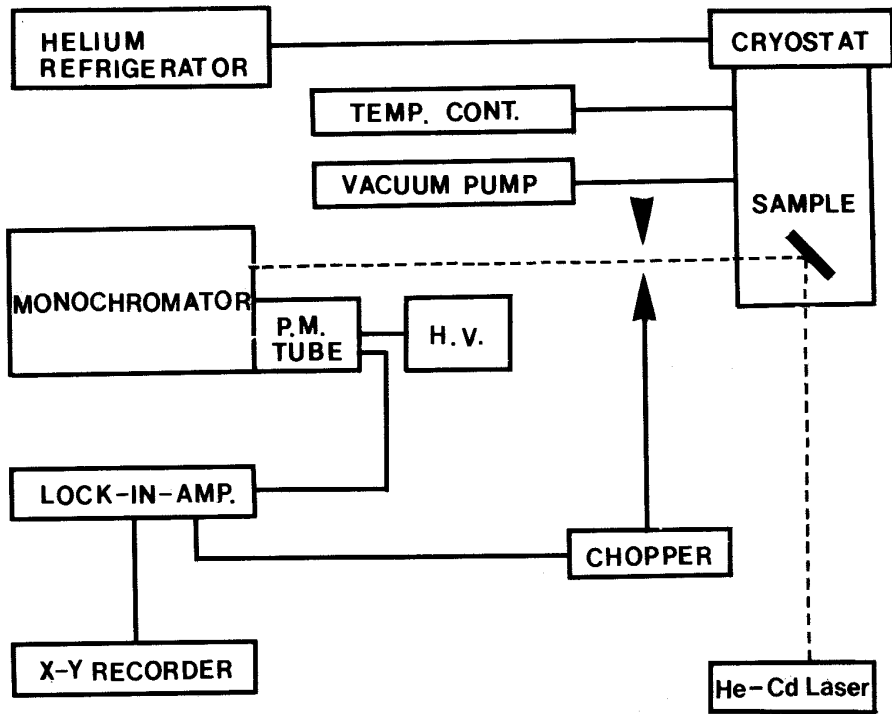 HELIUM
REFRIGERATOR
CRYOSTAT
TEMP. CONT.
VACUUM PUMP
SAMPLE
MONOCHROMATOR
P.M.
TUBE
H.V.
LOCK-IN-AMP.
CHOPPER
X-Y RECORDER
He-Cd Laser